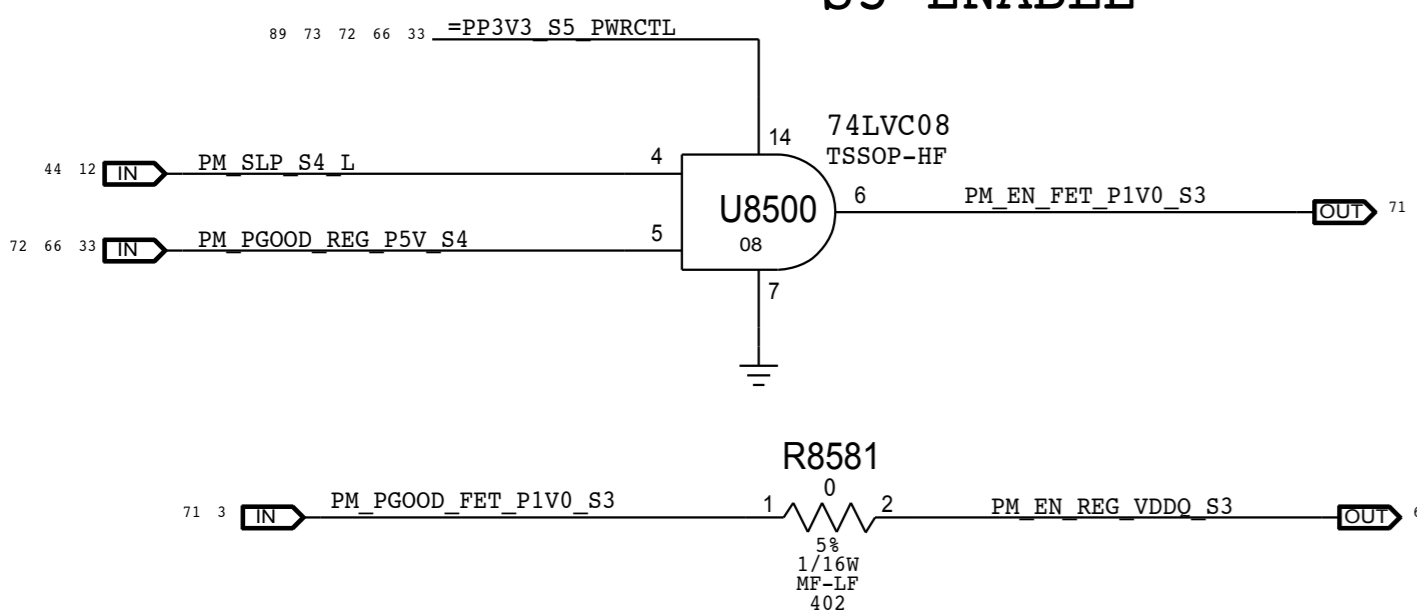 89 73 72 66 33 =PP3V3_S5_PWRCTL
14
74LVC08
TSSOP-HF
44 12 IN PM_SLP_S4_L 4
U8500
08
6 PM_EN_FET_P1V0_S3 OUT 71
72 66 33 IN PM_PGOOD_REG_P5V_S4 5
7
R8581
0
71 3 IN PM_PGOOD_FET_P1V0_S3 1 2 PM_EN_REG_VDDQ_S3 OUT
5%
1/16W
MF-LF
402